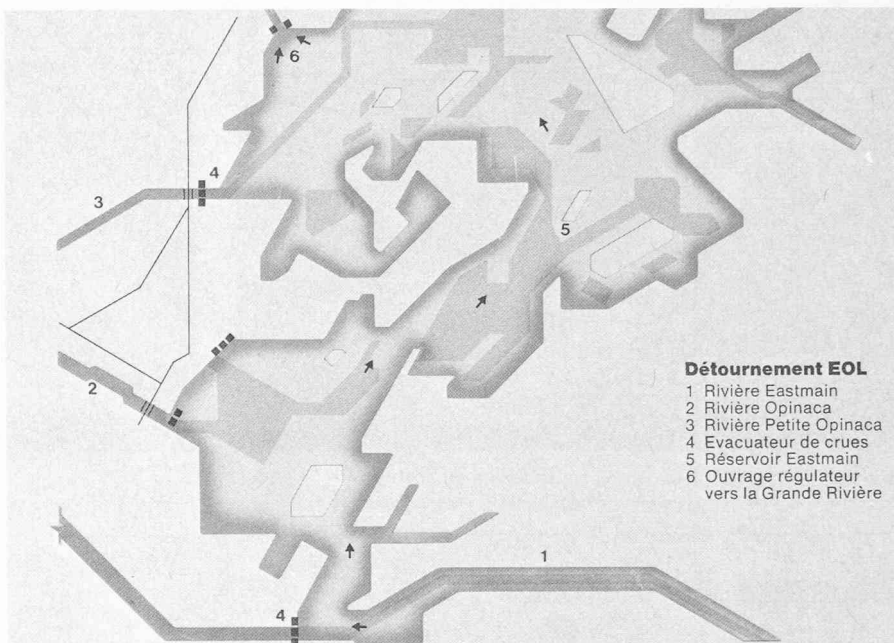 6
4
3
5
2
1
4
Détournement EOL
1 Rivière Eastmain
2 Rivière Opinaca
3 Rivière Petite Opinaca
4 Evacuateur de crues
5 Réservoir Eastmain
6 Ouvrage régulateur
vers la Grande Rivière